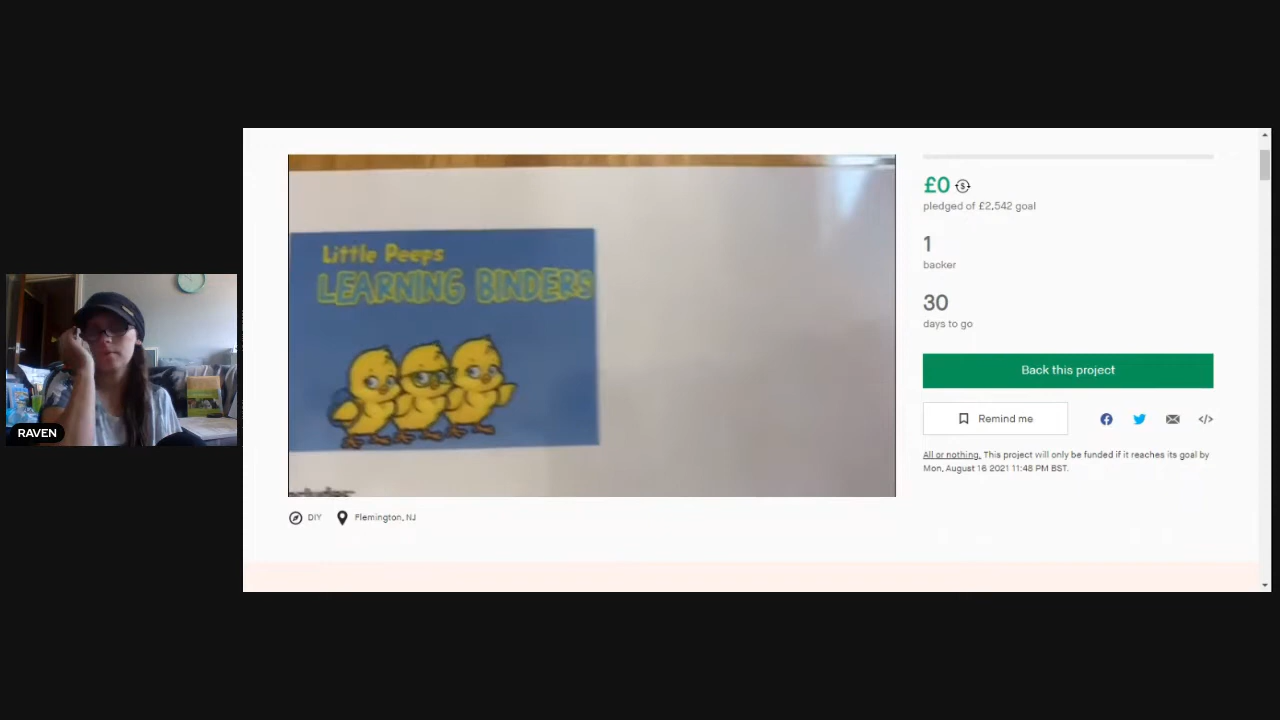 Little Peeps
LEARNING BINDERS
£0
pledged of £2,542 goal
1
backer
30
days to go
Back this project
Remind me
All or nothing. This project will only be funded if it reaches its goal by
Mon, August 16 2021 11:48 PM BST.
RAVEN
DIY
Flemington, NJ